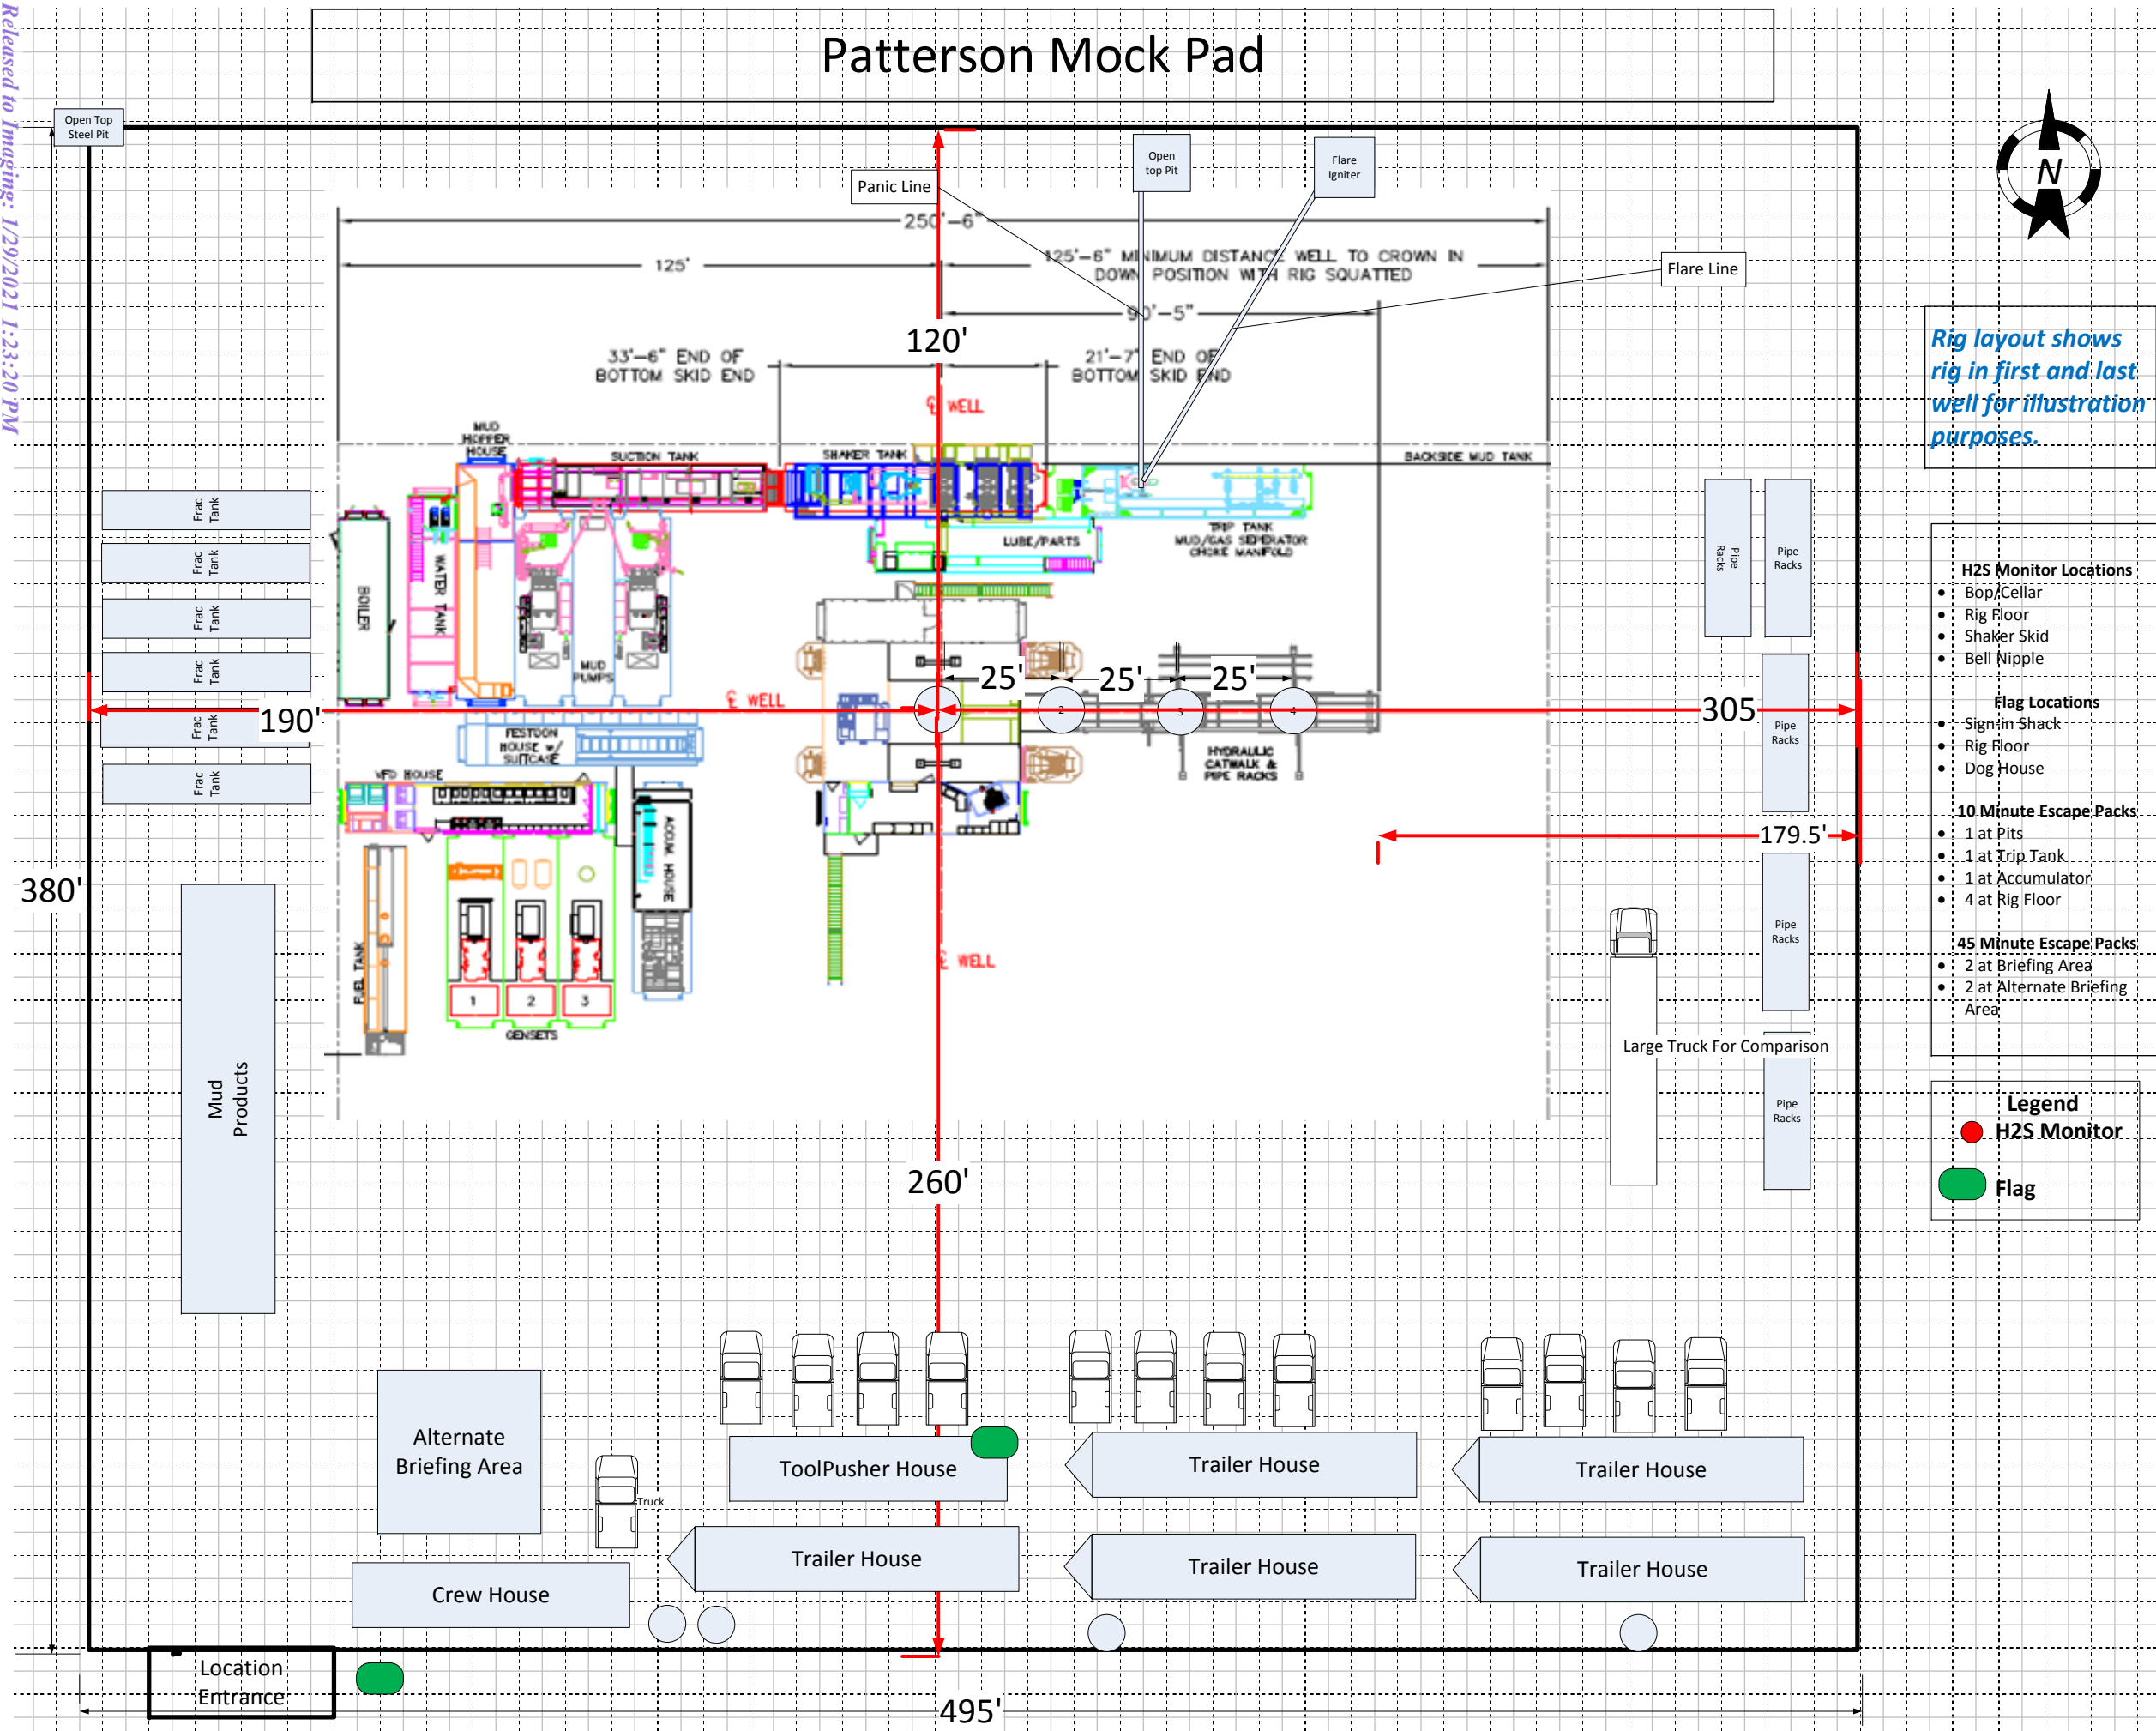 Released to Imaging: 1/29/2021 1:23:20 PM
Patterson Mock Pad
Open Top
Steel Pit
Open
top Pit
Flare
Igniter
N
Panic Line
250'-6"
125'
125'-6" MINIMUM DISTANCE WELL TO CROWN IN
DOWN POSITION WITH RIG SQUATTED
Flare Line
90'-5"
120'
33'-6" END OF
BOTTOM SKID END
21'-7" END OF
BOTTOM SKID END
Rig layout shows
rig in first and last
well for illustration
purposes.
℄ WELL
MUD
HOPPER
HOUSE
SUCTION TANK
SHAKER TANK
BACKSIDE MUD TANK
Frac
Tank
Frac
Tank
Frac
Tank
Frac
Tank
Frac
Tank
Frac
Tank
BOILER
WATER TANK
MUD
PUMPS
LUBE/PARTS
TRIP TANK
MUD/GAS SEPERATOR
CHOKE MANIFOLD
Pipe
Racks
Pipe
Racks
Pipe
Racks
Pipe
Racks
Pipe
Racks
H2S Monitor Locations
• Bop/Cellar
• Rig Floor
• Shaker Skid
• Bell Nipple
Flag Locations
• Sign-in Shack
• Rig Floor
• Dog House
10 Minute Escape Packs
• 1 at Pits
• 1 at Trip Tank
• 1 at Accumulator
• 4 at Rig Floor
45 Minute Escape Packs
• 2 at Briefing Area
• 2 at Alternate Briefing
Area
25'
25'
25'
2
3
4
℄ WELL
190'
305
FESTOON
HOUSE w/
SUITCASE
HYDRAULIC
CATWALK &
PIPE RACKS
VFD HOUSE
ACCUM. HOUSE
179.5'
380'
FUEL TANK
1
2
3
GENSETS
℄ WELL
Large Truck For Comparison
Mud
Products
Legend
H2S Monitor
Flag
260'
Alternate
Briefing Area
Truck
ToolPusher House
Trailer House
Trailer House
Trailer House
Trailer House
Trailer House
Crew House
Location
Entrance
495'